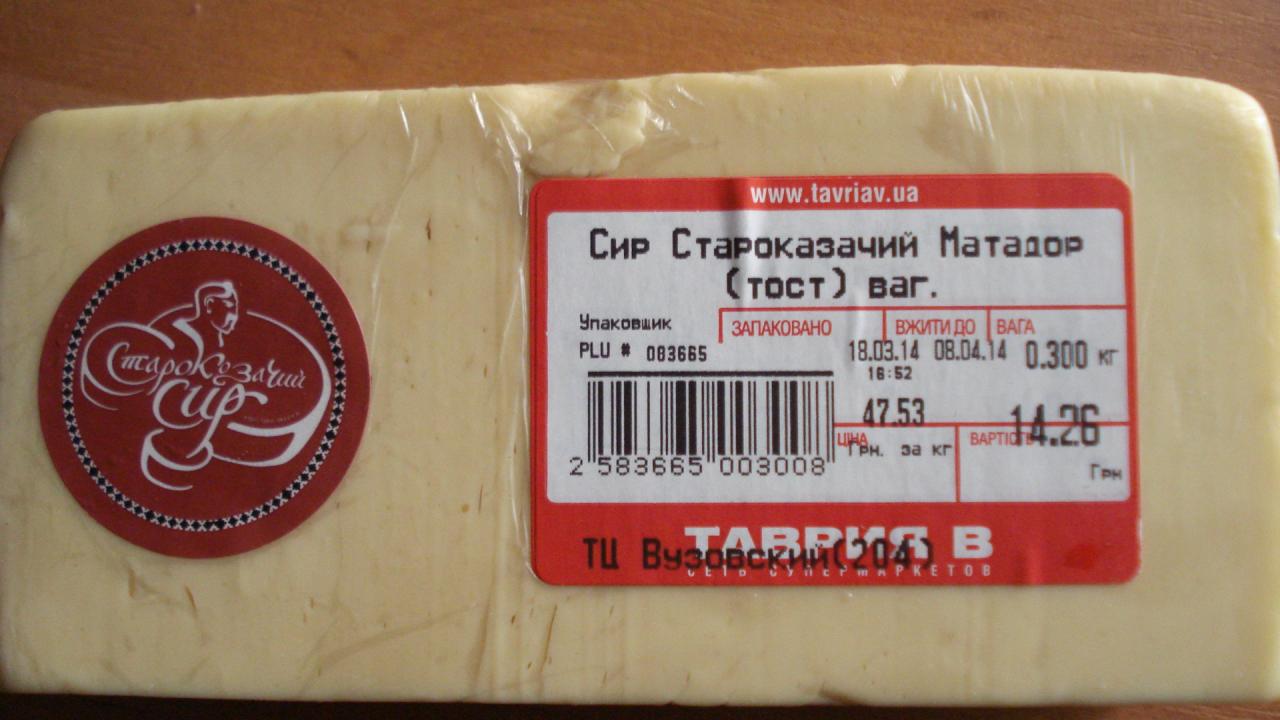 СтароКозачий
Сир
www.tavriav.ua
Сир Староказачий Матадор
(тост) ваг.
Упаковщик
ЗАПАКОВАНО ВЖИТИ ДО ВАГА
PLU # 083665
18.03.14 08.04.14 0.300 кг
16:52
47.53 14.26
ЦІНА ВАРТІСТЬ
Грн. за кг
Грн
2 583665 003008
ТАВРИЯ В
ТЦ Вузовский(204)
СЕТЬ СУПЕРМАРКЕТОВ